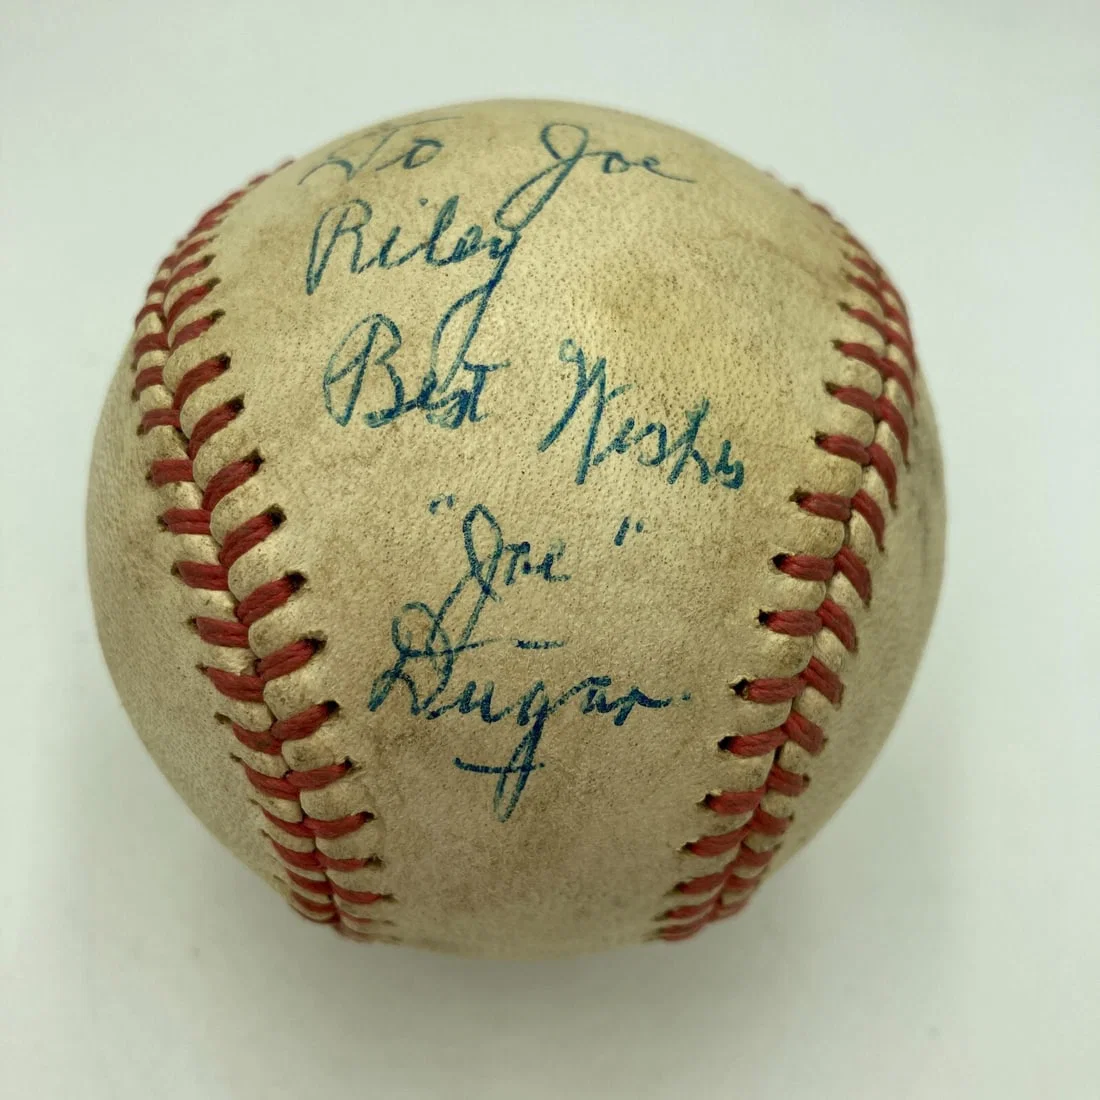 To Joe
Riley
Best Wishes
"Joe"
Dugan.